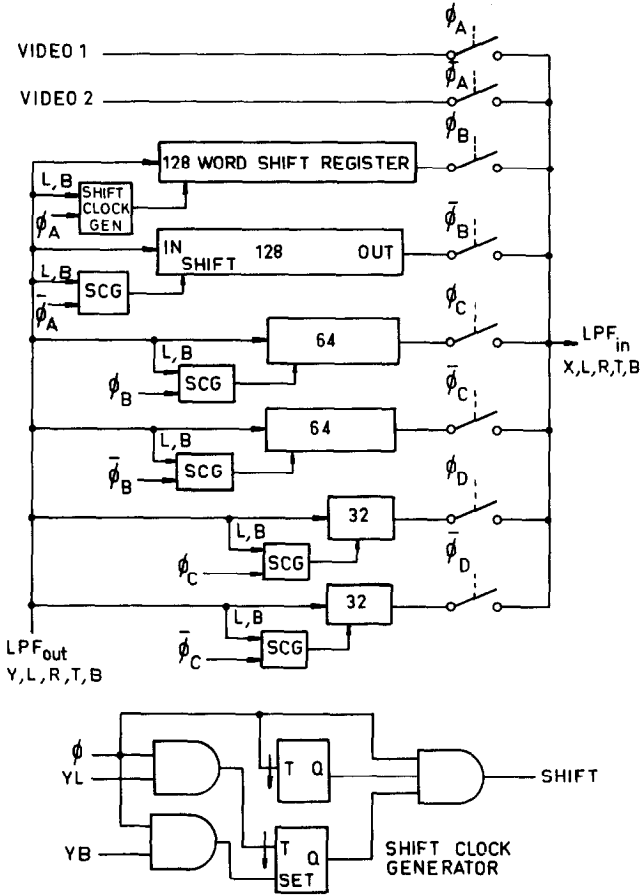 ϕA
VIDEO 1
ϕ̄A
VIDEO 2
ϕB
128 WORD SHIFT REGISTER
L,B
SHIFT
CLOCK
GEN
ϕA
ϕ̄B
IN 128 OUT
SHIFT
L,B
SCG
ϕ̄A
ϕC
64
LPFin
X,L,R,T,B
L,B
SCG
ϕB
ϕ̄C
64
L,B
SCG
ϕ̄B
ϕD
32
L,B
SCG
ϕC
ϕ̄D
32
L,B
SCG
ϕ̄C
LPFout
Y,L,R,T,B
ϕ
YL
T Q
SHIFT
YB
T
Q
SET
SHIFT CLOCK
GENERATOR